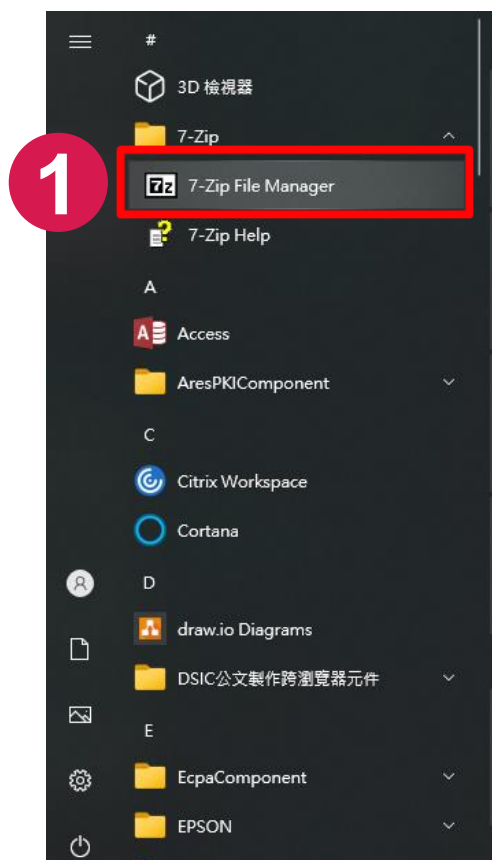 #
3D 檢視器
7-Zip
1
7z 7-Zip File Manager
7-Zip Help
A
A Access
AresPKIComponent
C
Citrix Workspace
Cortana
D
draw.io Diagrams
DSIC公文製作跨瀏覽器元件
E
EcpaComponent
EPSON